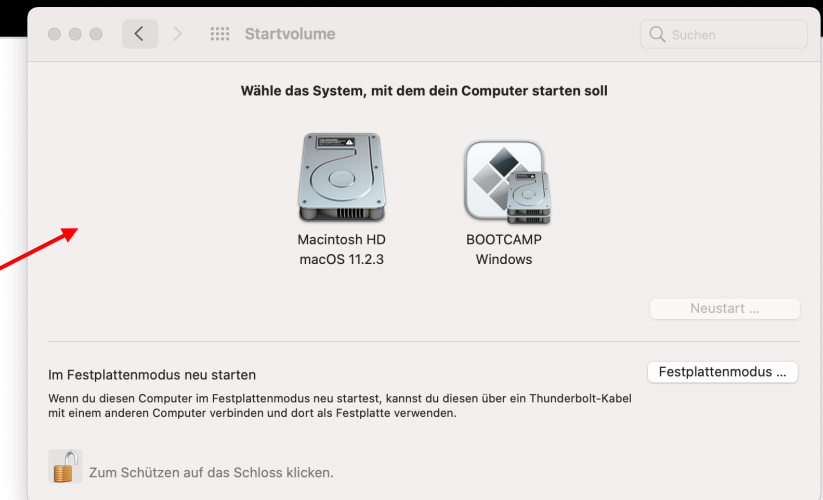 Startvolume
Suchen
Wähle das System, mit dem dein Computer starten soll
Macintosh HD
macOS 11.2.3
BOOTCAMP
Windows
Neustart ...
Im Festplattenmodus neu starten
Festplattenmodus ...
Wenn du diesen Computer im Festplattenmodus neu startest, kannst du diesen über ein Thunderbolt-Kabel
mit einem anderen Computer verbinden und dort als Festplatte verwenden.
Zum Schützen auf das Schloss klicken.